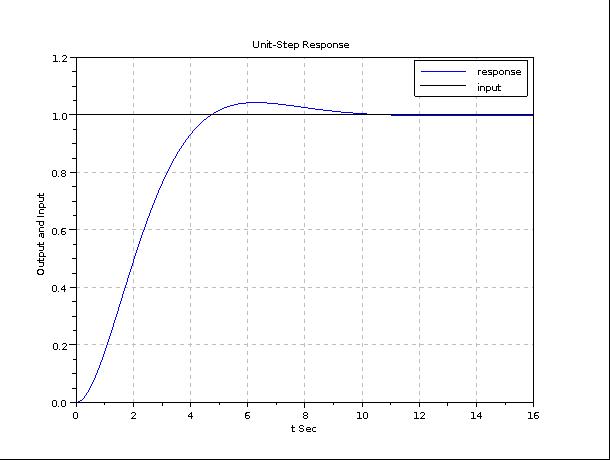 Unit-Step Response
1.2
response
input
1.0
0.8
0.6
Output and Input
0.4
0.2
0.0
0 2 4 6 8 10 12 14 16
t Sec